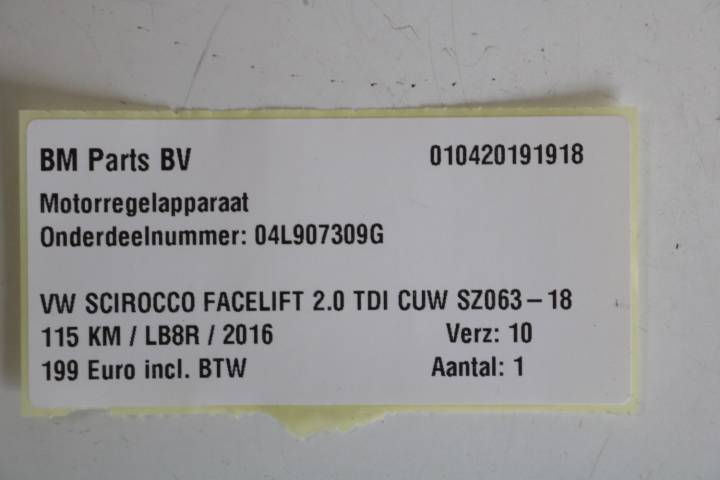 BM Parts BV 010420191918
Motorregelapparaat
Onderdeelnummer: 04L907309G
VW SCIROCCO FACELIFT 2.0 TDI CUW SZ063-18
115 KM / LB8R / 2016 Verz: 10
199 Euro incl. BTW Aantal: 1